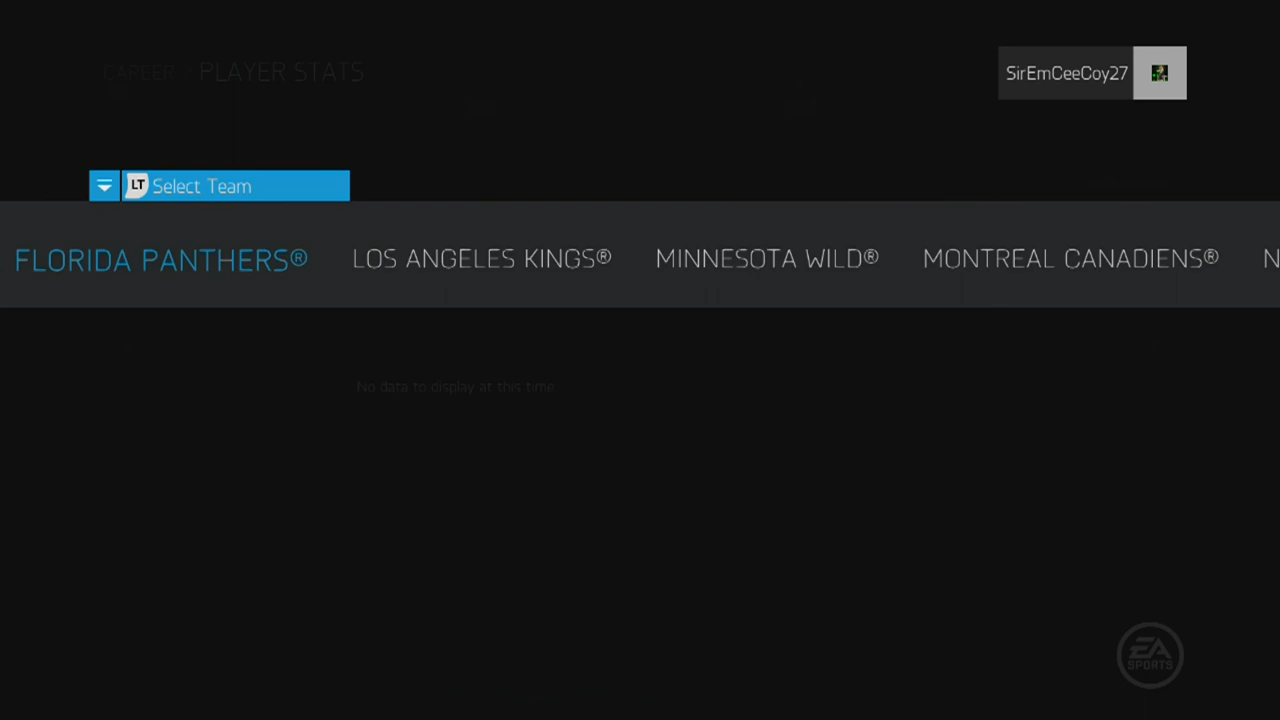 CAREER / PLAYER STATS
SirEmCeeCoy27
LT Select Team
FLORIDA PANTHERS® LOS ANGELES KINGS® MINNESOTA WILD® MONTREAL CANADIENS® N
No data to display at this time
EA
SPORTS